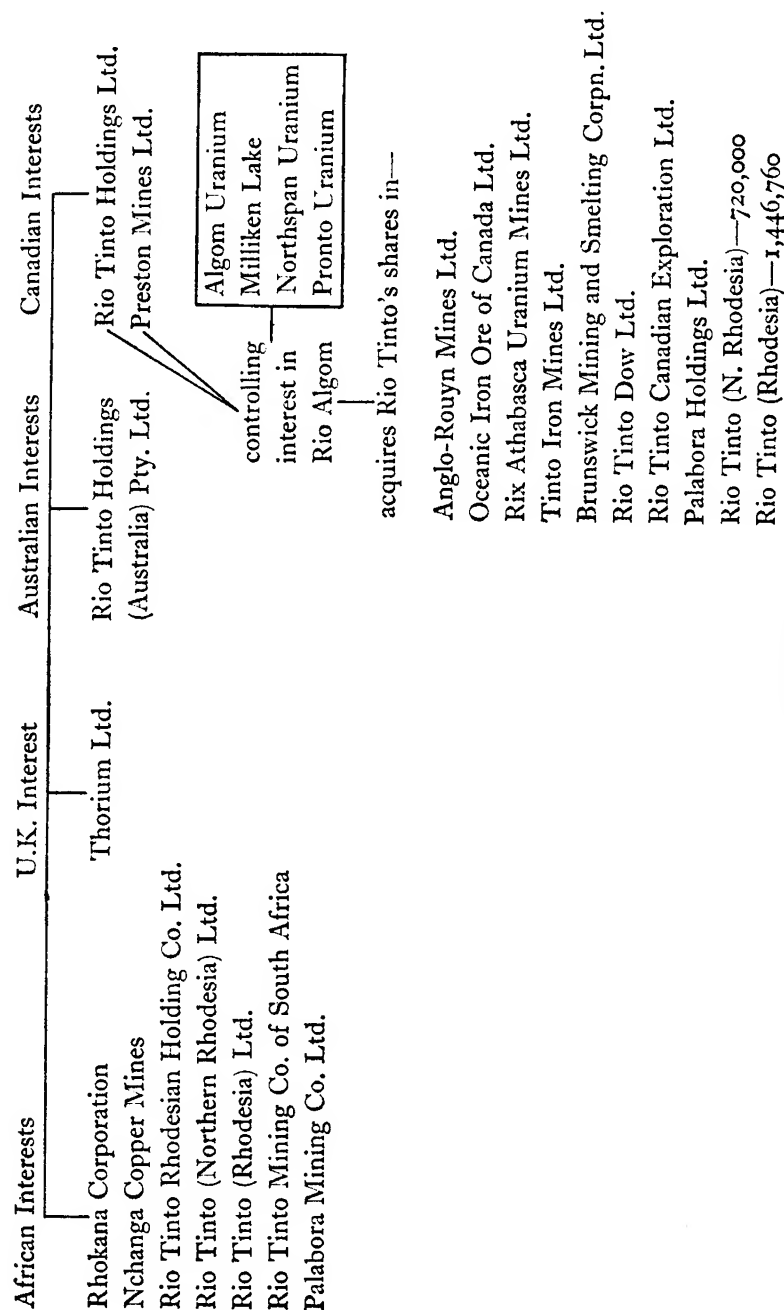 African Interests
Rhokana Corporation
Nchanga Copper Mines
Rio Tinto Rhodesian Holding Co. Ltd.
Rio Tinto (Northern Rhodesia) Ltd.
Rio Tinto (Rhodesia) Ltd.
Rio Tinto Mining Co. of South Africa
Palabora Mining Co. Ltd.
U.K. Interest
Thorium Ltd.
Australian Interests
Rio Tinto Holdings
(Australia) Pty. Ltd.
Canadian Interests
Rio Tinto Holdings Ltd.
Preston Mines Ltd.
controlling
interest in
Rio Algom
Algom Uranium
Milliken Lake
Northspan Uranium
Pronto Uranium
acquires Rio Tinto's shares in—
Anglo-Rouyn Mines Ltd.
Oceanic Iron Ore of Canada Ltd.
Rix Athabasca Uranium Mines Ltd.
Tinto Iron Mines Ltd.
Brunswick Mining and Smelting Corpn. Ltd.
Rio Tinto Dow Ltd.
Rio Tinto Canadian Exploration Ltd.
Palabora Holdings Ltd.
Rio Tinto (N. Rhodesia)—720,000
Rio Tinto (Rhodesia)—1,446,760